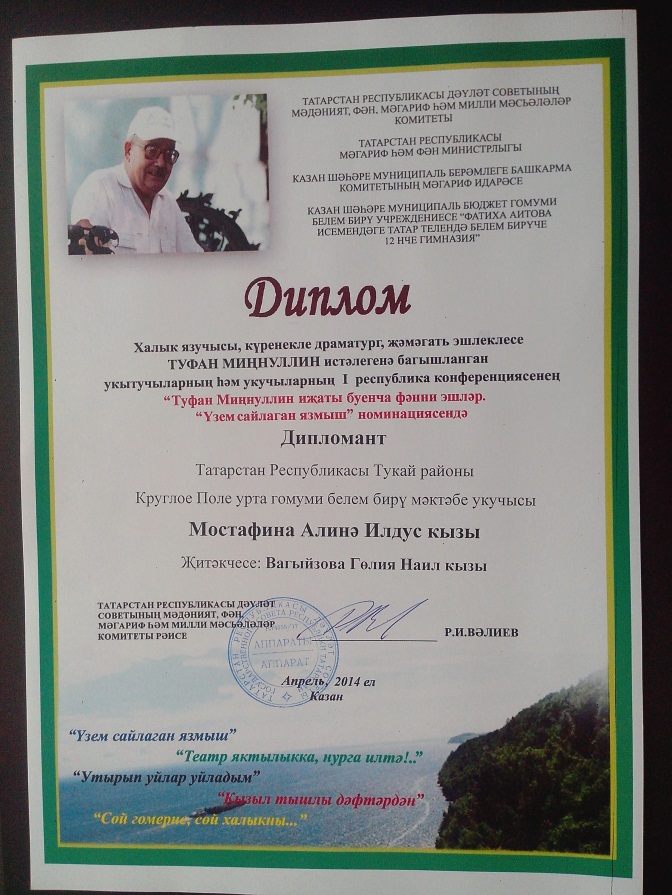 ТАТАРСТАН РЕСПУБЛИКАСЫ ДӘҮЛӘТ СОВЕТЫНЫҢ
МӘДӘНИЯТ, ФӘН, МӘГАРИФ ҺӘМ МИЛЛИ МӘСЬӘЛӘЛӘР
КОМИТЕТЫ
ТАТАРСТАН РЕСПУБЛИКАСЫ
МӘГАРИФ ҺӘМ ФӘН МИНИСТРЛЫГЫ
КАЗАН ШӘҺӘРЕ МУНИЦИПАЛЬ БЕРӘМЛЕГЕ БАШКАРМА
КОМИТЕТЫНЫҢ МӘГАРИФ ИДАРӘСЕ
КАЗАН ШӘҺӘРЕ МУНИЦИПАЛЬ БЮДЖЕТ ГОМУМИ
БЕЛЕМ БИРҮ УЧРЕЖДЕНИЕСЕ “ФАТИХА АИТОВА
ИСЕМЕНДӘГЕ ТАТАР ТЕЛЕНДӘ БЕЛЕМ БИРҮЧЕ
12 НЧЕ ГИМНАЗИЯ”
Диплом
Халык язучысы, күренекле драматург, җәмәгать эшлеклесе
ТУФАН МИҢНУЛЛИН истәлегенә багышланган
укытучыларның һәм укучыларның I республика конференциясенең
“Туфан Миңнуллин иҗаты буенча фәнни эшләр.
“Үзем сайлаган язмыш” номинациясендә
Дипломант
Татарстан Республикасы Тукай районы
Круглое Поле урта гомуми белем бирү мәктәбе укучысы
Мостафина Алинә Илдус кызы
Җитәкчесе: Вагыйзова Гөлия Наил кызы
ТАТАРСТАН РЕСПУБЛИКАСЫ ДӘҮЛӘТ
СОВЕТЫНЫҢ МӘДӘНИЯТ, ФӘН,
МӘГАРИФ ҺӘМ МИЛЛИ МӘСЬӘЛӘЛӘР
КОМИТЕТЫ РӘИСЕ
Р.И.ВӘЛИЕВ
АППАРАТЫ
АППАРАТ
Апрель, 2014 ел
Казан
“Үзем сайлаган язмыш”
“Театр яктылыкка, нурга илтә!..”
“Утырып уйлар уйладым”
“Кызыл тышлы дәфтәрдән”
“Сөй гомерне, сөй халыкны...”